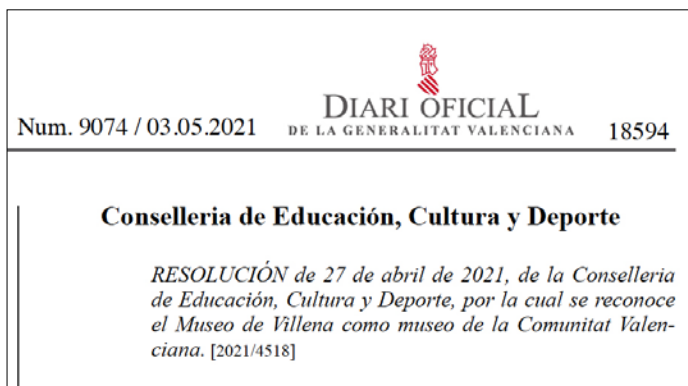 DIARI OFICIAL
Num. 9074 / 03.05.2021 DE LA GENERALITAT VALENCIANA 18594
Conselleria de Educación, Cultura y Deporte
RESOLUCIÓN de 27 de abril de 2021, de la Conselleria
de Educación, Cultura y Deporte, por la cual se reconoce
el Museo de Villena como museo de la Comunitat Valen-
ciana. [2021/4518]